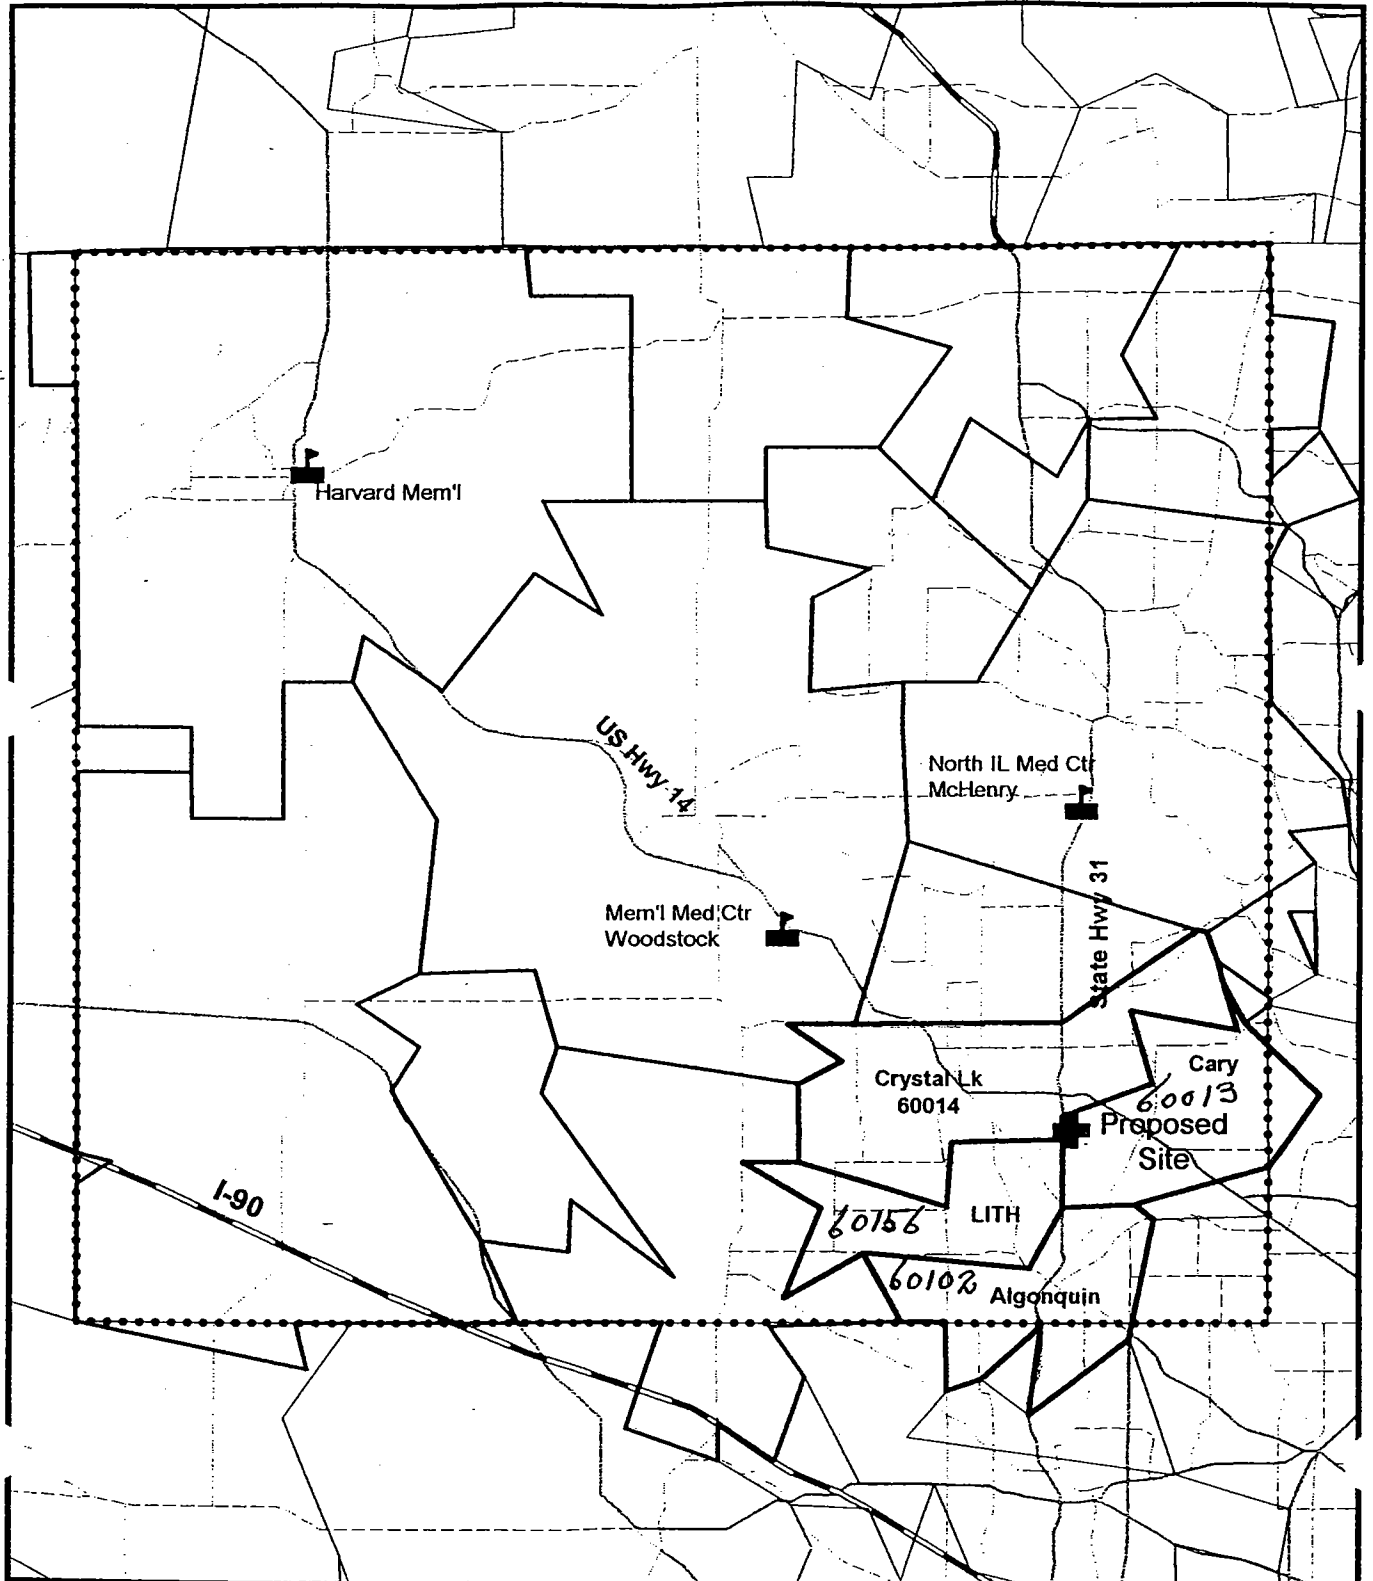 Harvard Mem'l
US Hwy 14
North IL Med Ctr
McHenry
State Hwy 31
Mem'l Med Ctr
Woodstock
Crystal Lk
60014
Cary
60013
Proposed
Site
I-90
60156
LITH
60102
Algonquin